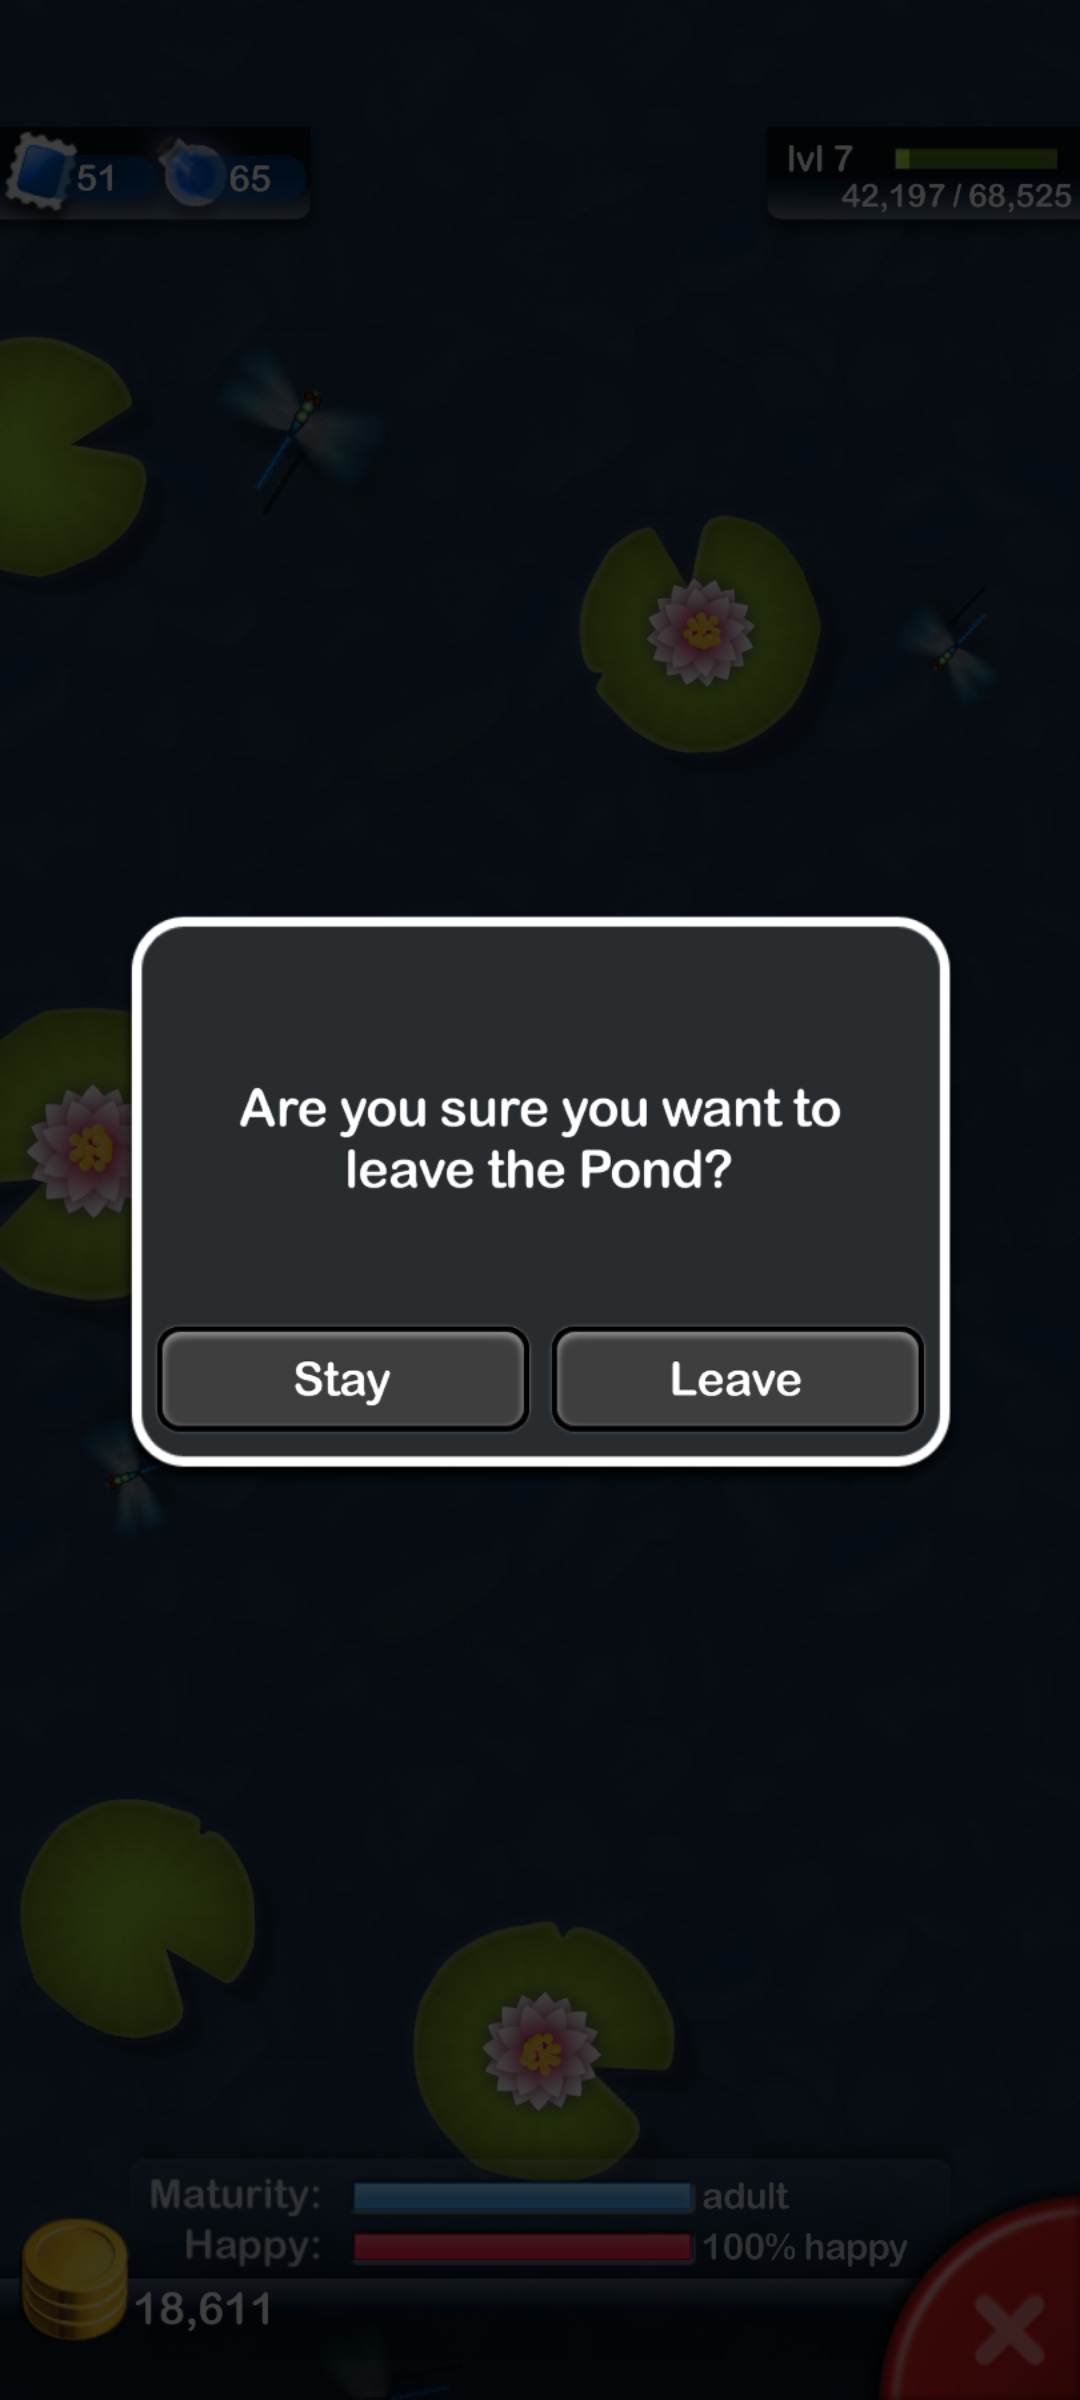 51
65
lvl 7
42,197 / 68,525
Are you sure you want to
leave the Pond?
Stay
Leave
Maturity: adult
Happy: 100% happy
18,611